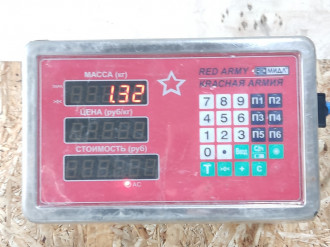 МАССА (кг)
1.32
RED ARMY МИДЛ
КРАСНАЯ АРМИЯ
ЦЕНА (руб/кг)
СТОИМОСТЬ (руб)
AC
7 8 9 П1 П2
4 5 6 П3 П4
1 2 3 П5 П6
0 •
T + C